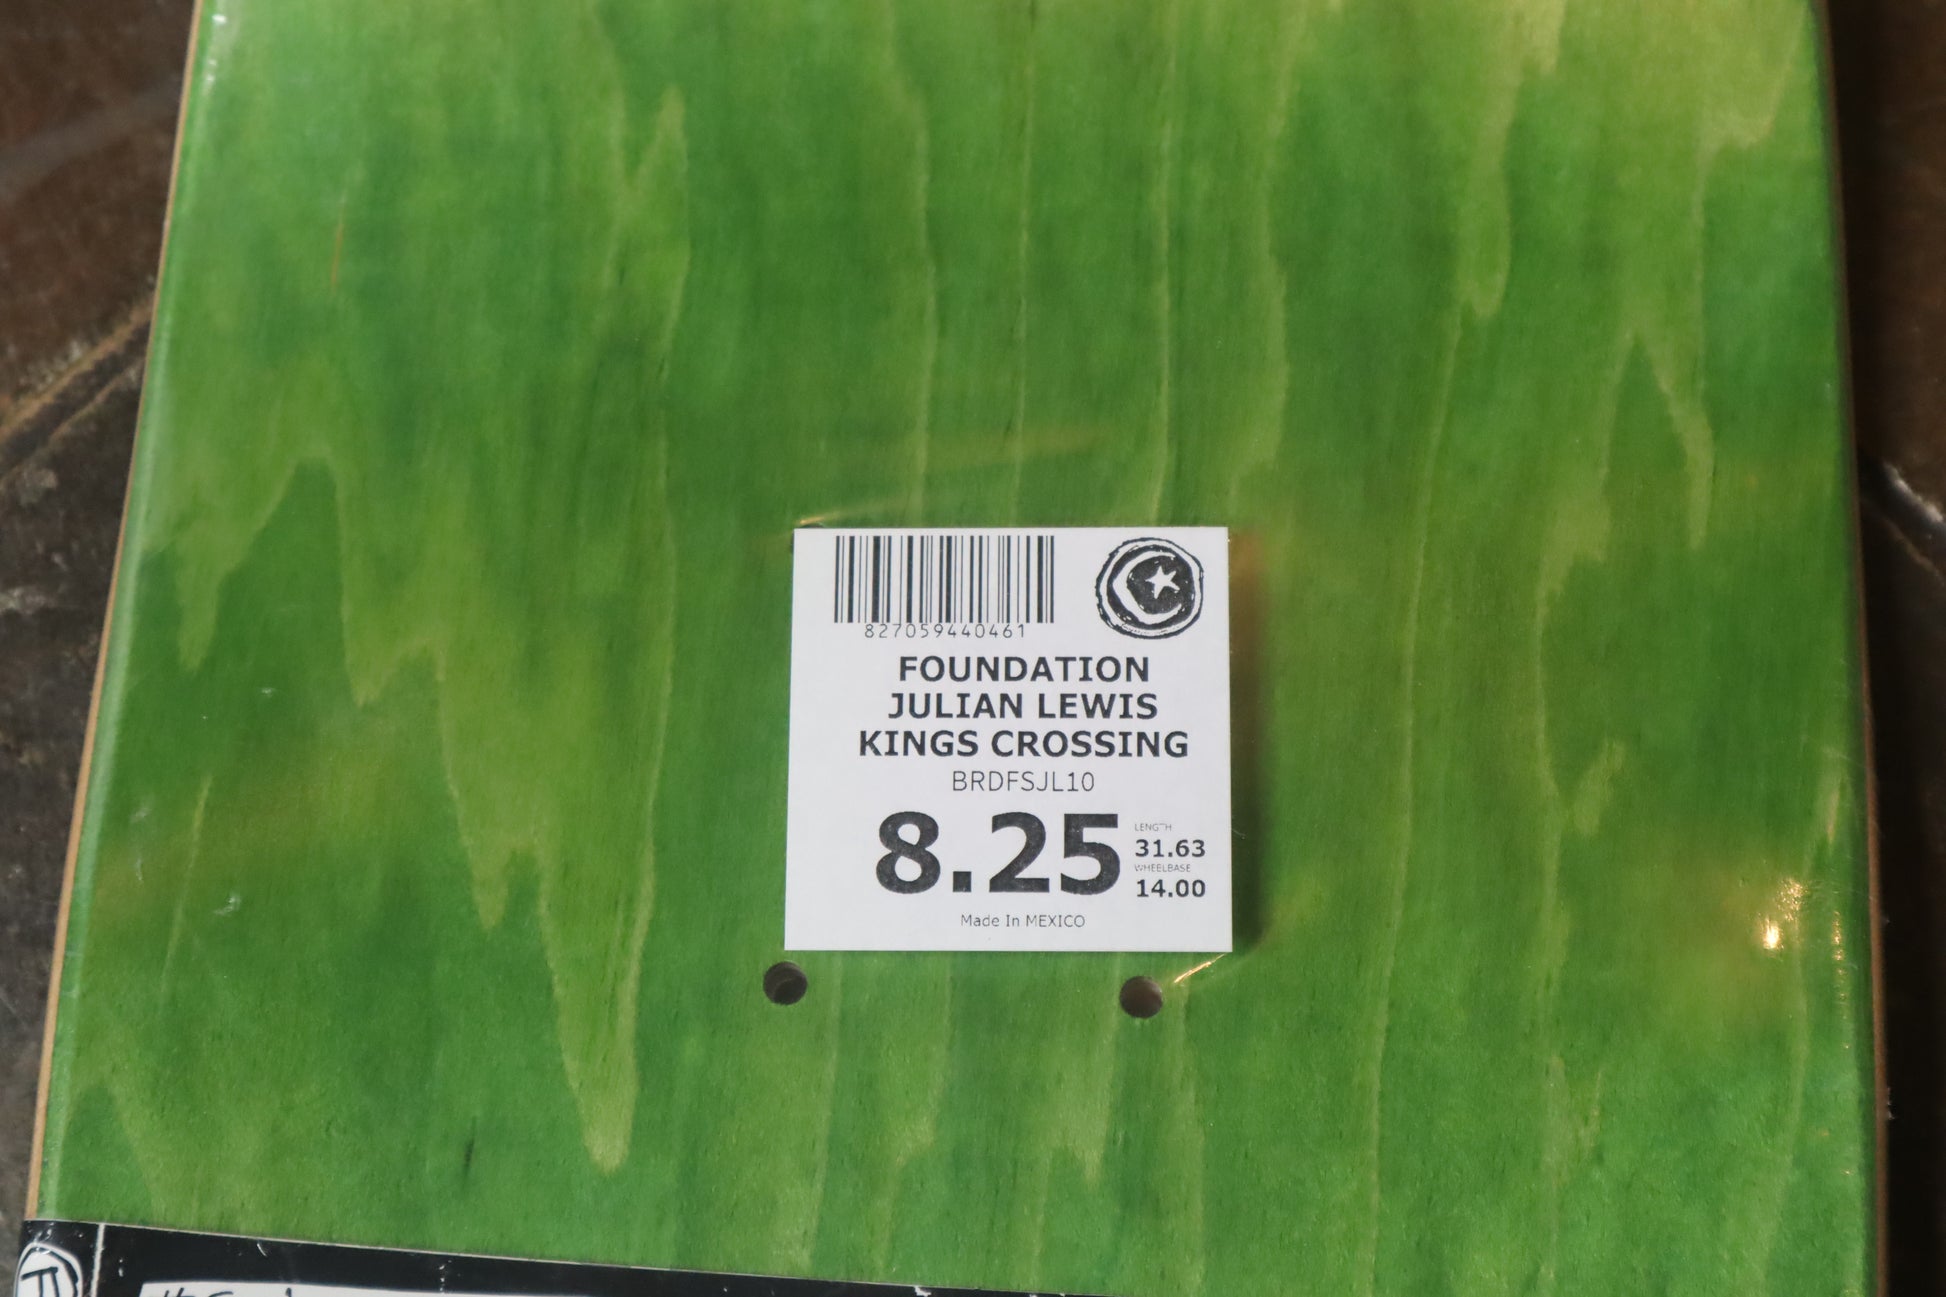 827059440461
FOUNDATION
JULIAN LEWIS
KINGS CROSSING
BRDFSJL10
8.25
LENGTH
31.63
WHEELBASE
14.00
Made In MEXICO